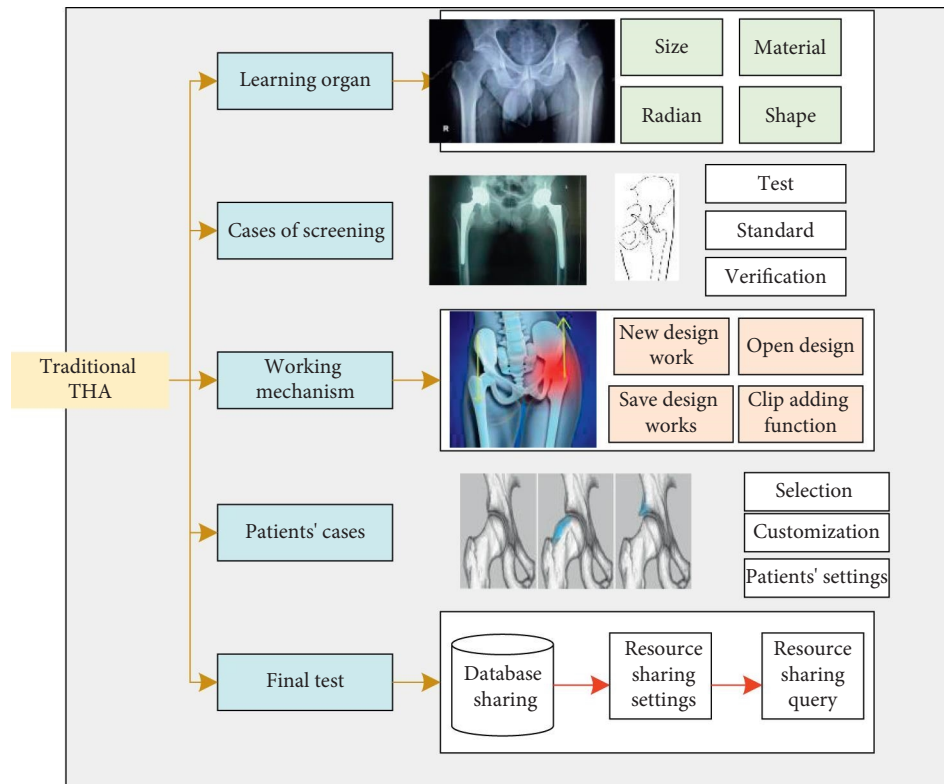 Learning organ
R
Size
Material
Radian
Shape
Cases of screening
Test
Standard
Verification
Traditional
THA
Working
mechanism
New design
work
Open design
Save design
works
Clip adding
function
Patients' cases
Selection
Customization
Patients' settings
Final test
Database
sharing
Resource
sharing
settings
Resource
sharing
query